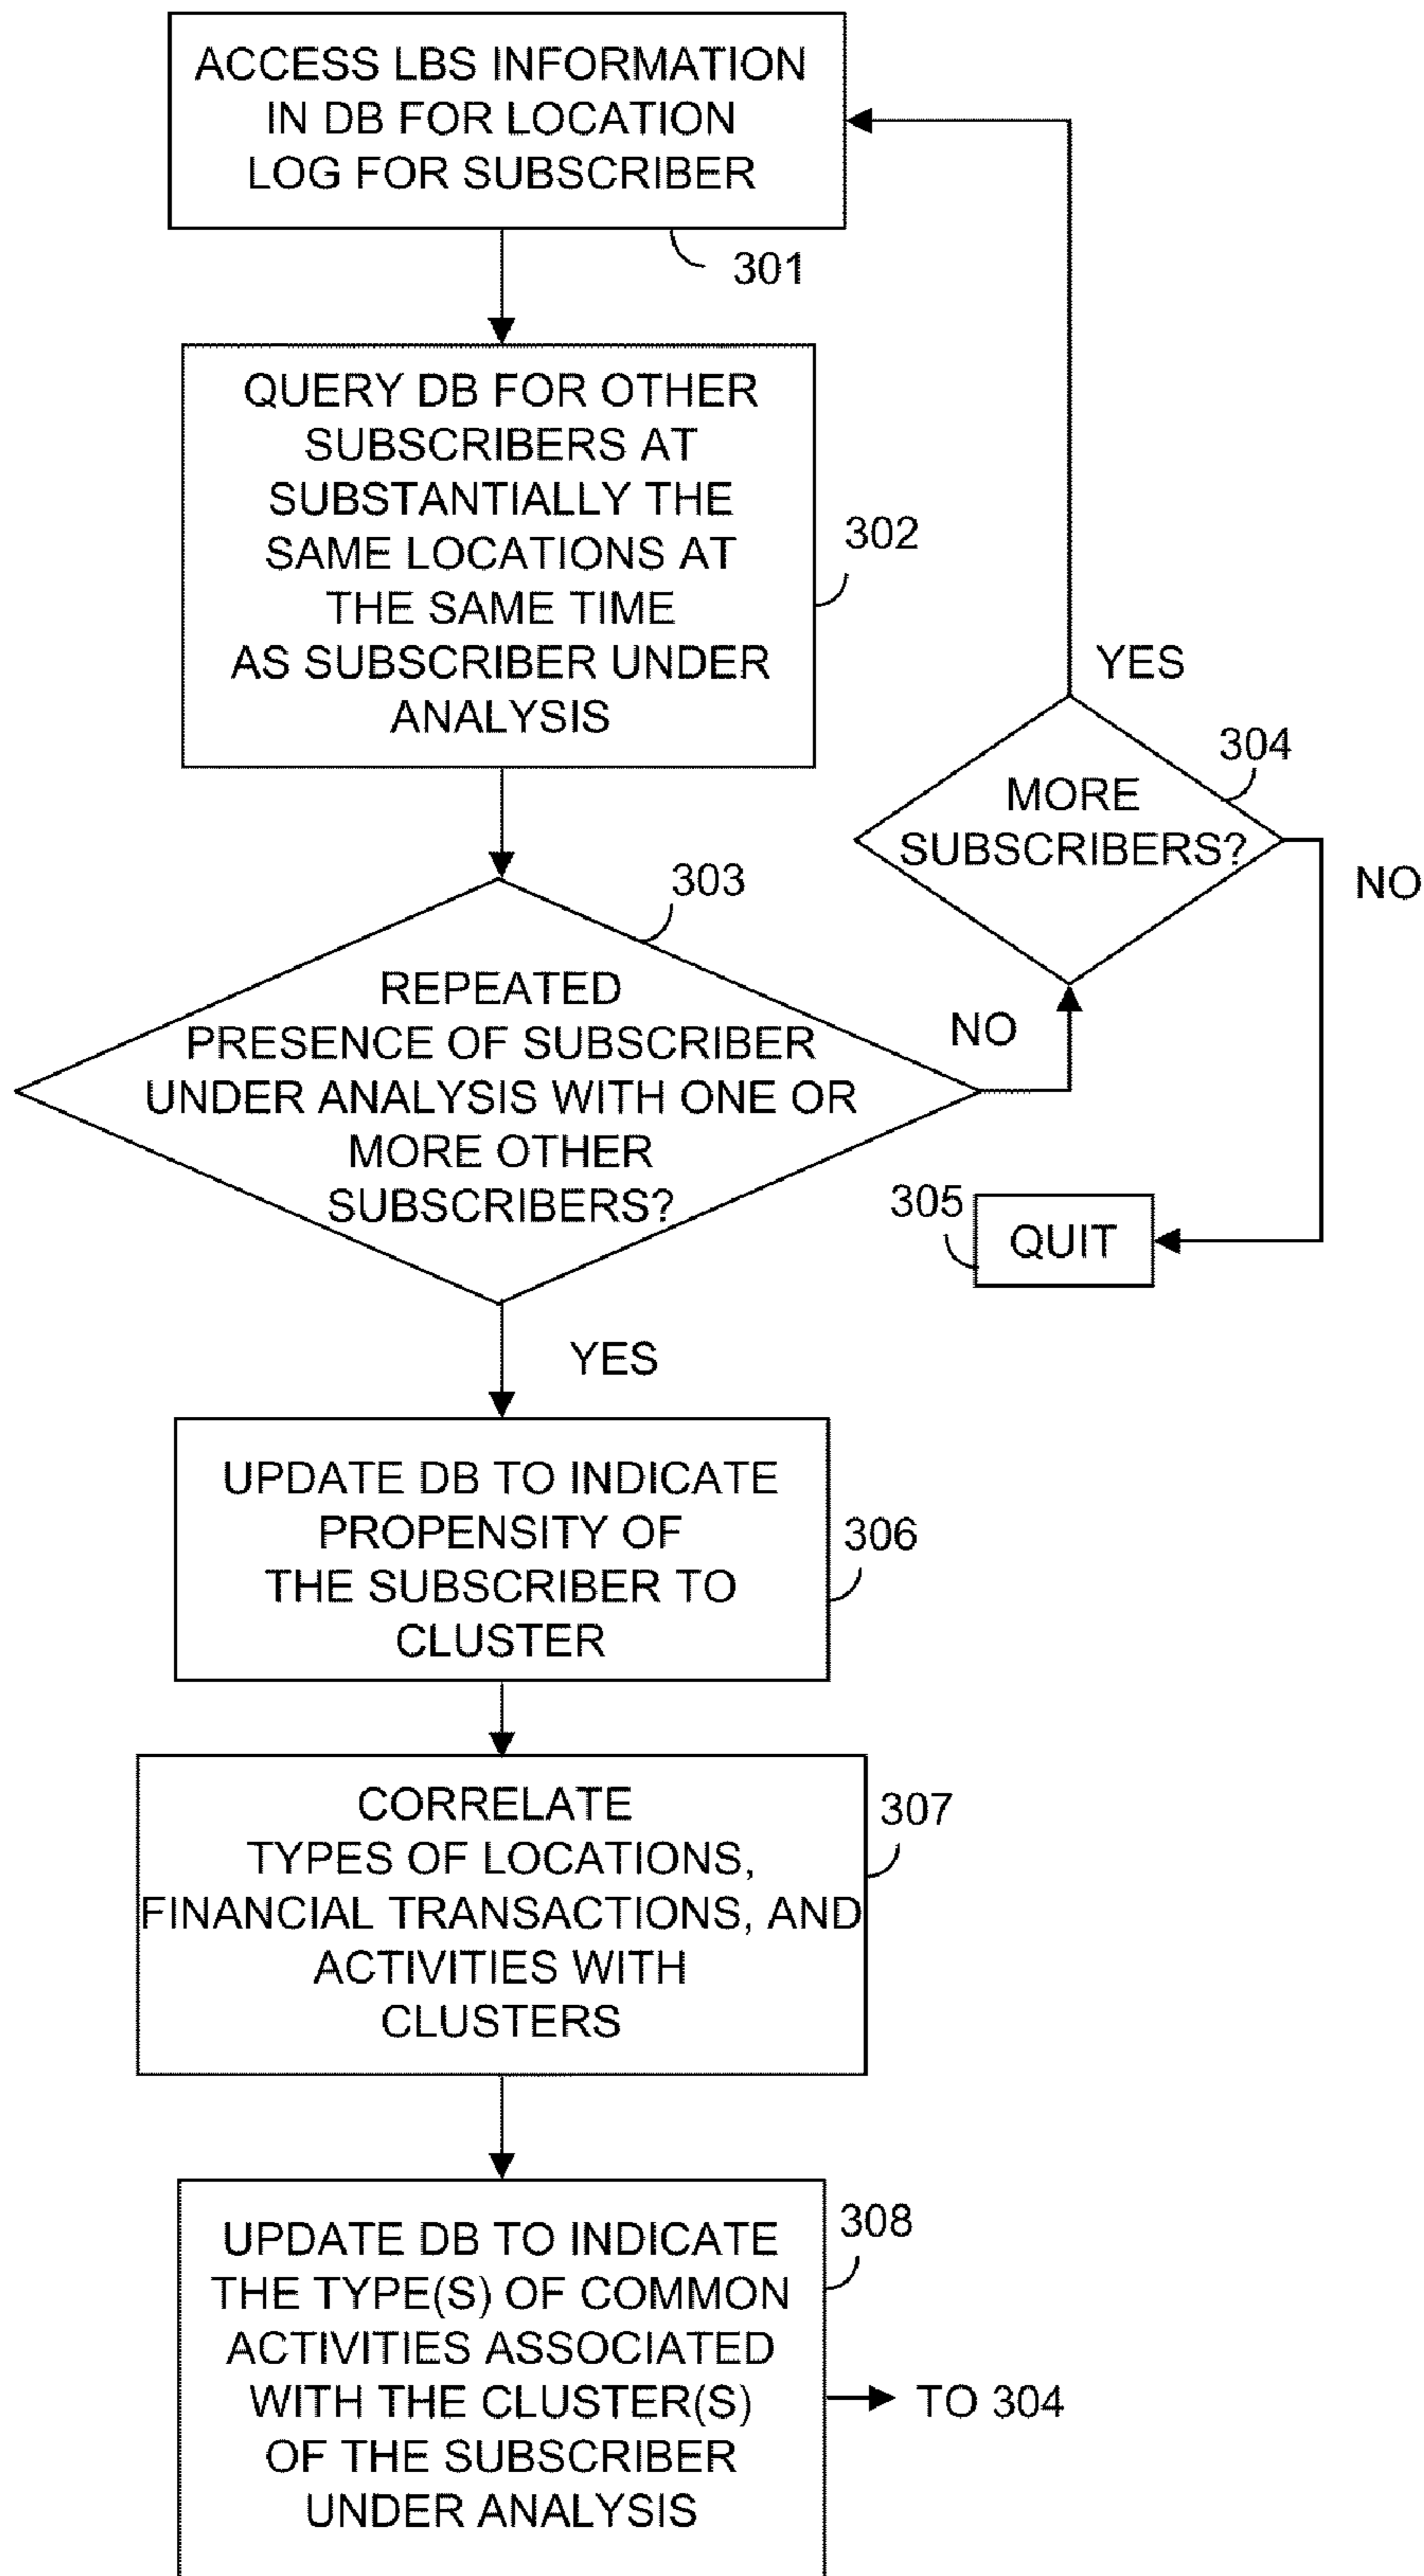 ACCESS LBS INFORMATION
IN DB FOR LOCATION
LOG FOR SUBSCRIBER
301
QUERY DB FOR OTHER
SUBSCRIBERS AT
SUBSTANTIALLY THE
SAME LOCATIONS AT
THE SAME TIME
AS SUBSCRIBER UNDER
ANALYSIS
302
YES
304
MORE
SUBSCRIBERS?
NO
303
REPEATED
PRESENCE OF SUBSCRIBER
UNDER ANALYSIS WITH ONE OR
MORE OTHER
SUBSCRIBERS?
NO
305
QUIT
YES
UPDATE DB TO INDICATE
PROPENSITY OF
THE SUBSCRIBER TO
CLUSTER
306
CORRELATE
TYPES OF LOCATIONS,
FINANCIAL TRANSACTIONS, AND
ACTIVITIES WITH
CLUSTERS
307
UPDATE DB TO INDICATE
THE TYPE(S) OF COMMON
ACTIVITIES ASSOCIATED
WITH THE CLUSTER(S)
OF THE SUBSCRIBER
UNDER ANALYSIS
308
TO 304